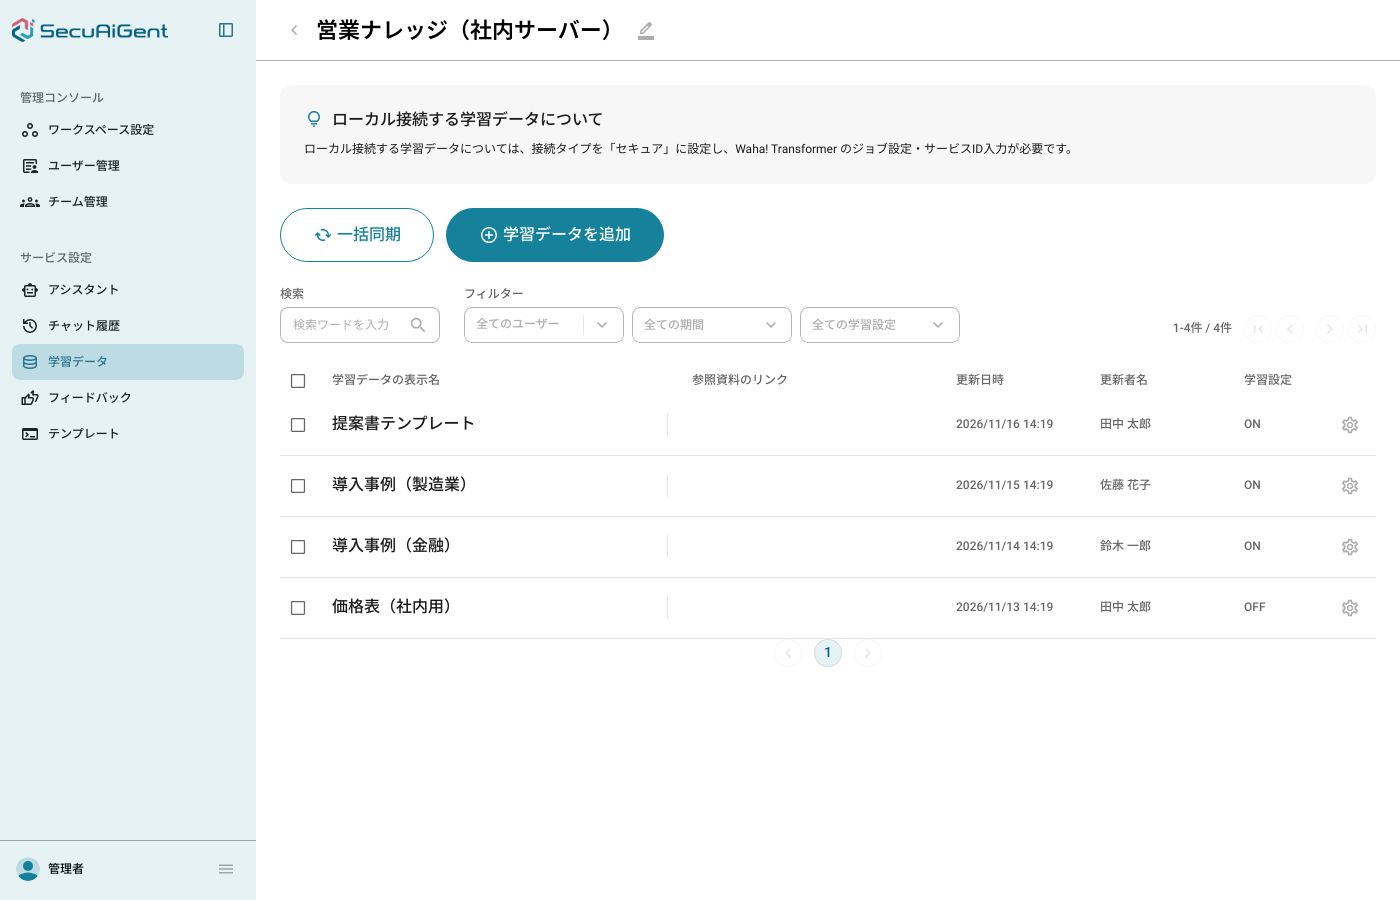 SecuAiGent
営業ナレッジ（社内サーバー）
管理コンソール
ワークスペース設定
ユーザー管理
チーム管理
サービス設定
アシスタント
チャット履歴
学習データ
フィードバック
テンプレート
管理者
ローカル接続する学習データについて
ローカル接続する学習データについては、接続タイプを「セキュア」に設定し、Waha! Transformer のジョブ設定・サービスID入力が必要です。
一括同期 学習データを追加
検索 フィルター
検索ワードを入力 全てのユーザー 全ての期間 全ての学習設定 1-4件 / 4件
学習データの表示名 参照資料のリンク 更新日時 更新者名 学習設定
提案書テンプレート 2026/11/16 14:19 田中 太郎 ON
導入事例（製造業） 2026/11/15 14:19 佐藤 花子 ON
導入事例（金融） 2026/11/14 14:19 鈴木 一郎 ON
価格表（社内用） 2026/11/13 14:19 田中 太郎 OFF
1